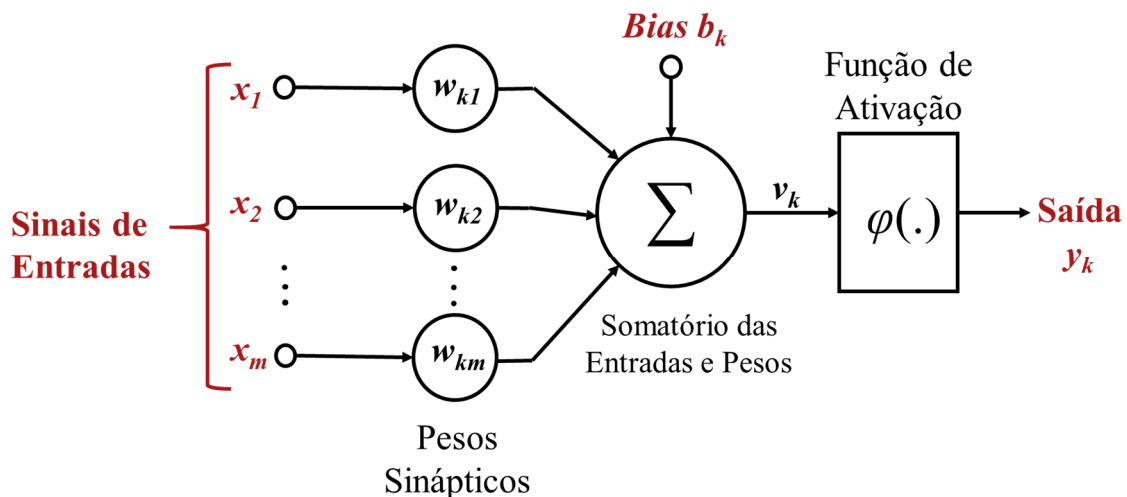 Bias b_k
Função de
Ativação
x_1
w_k1
x_2
w_k2
Sinais de
Entradas
∑
v_k
φ(.)
Saída
y_k
x_m
w_km
Somatório das
Entradas e Pesos
Pesos
Sinápticos